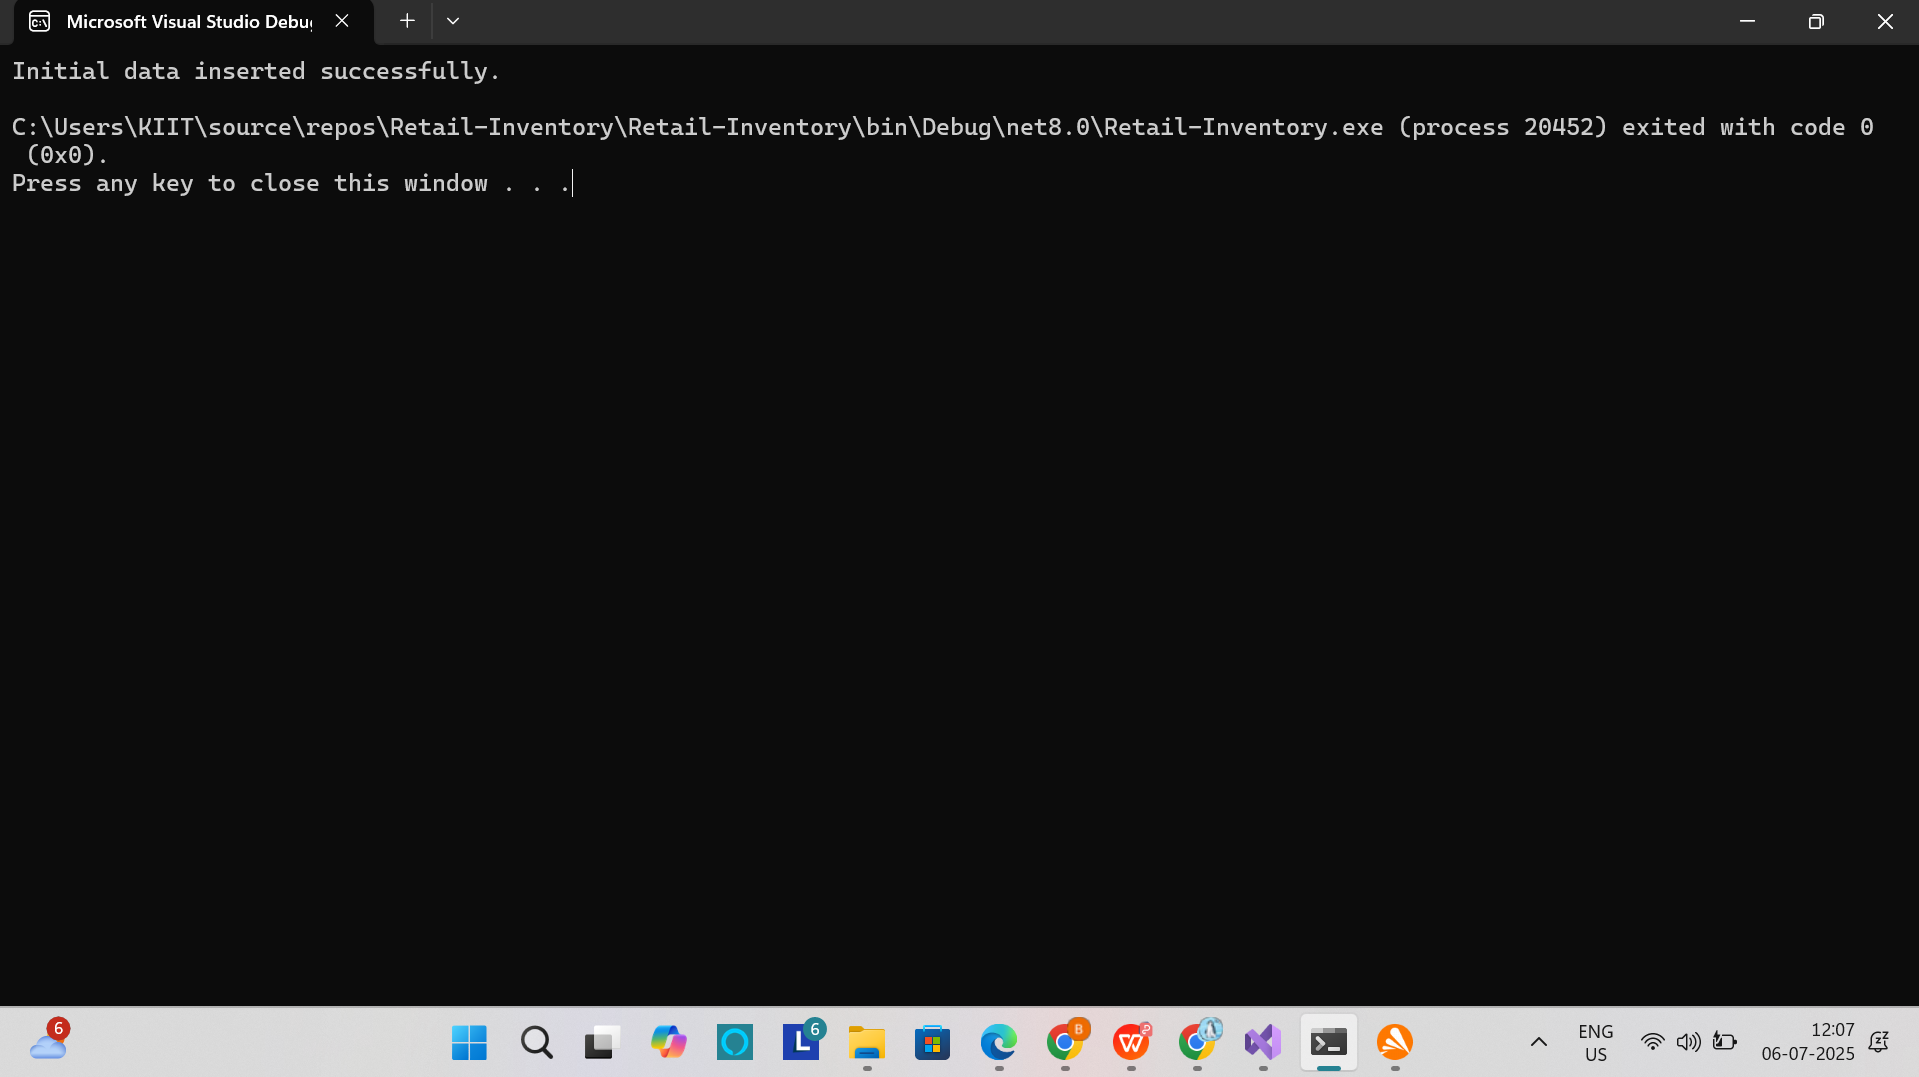 Microsoft Visual Studio Debu
Initial data inserted successfully.
C:\Users\KIIT\source\repos\Retail-Inventory\Retail-Inventory\bin\Debug\net8.0\Retail-Inventory.exe (process 20452) exited with code 0
(0x0).
Press any key to close this window . . .
6
L
6
B
ENG
US
12:07
06-07-2025